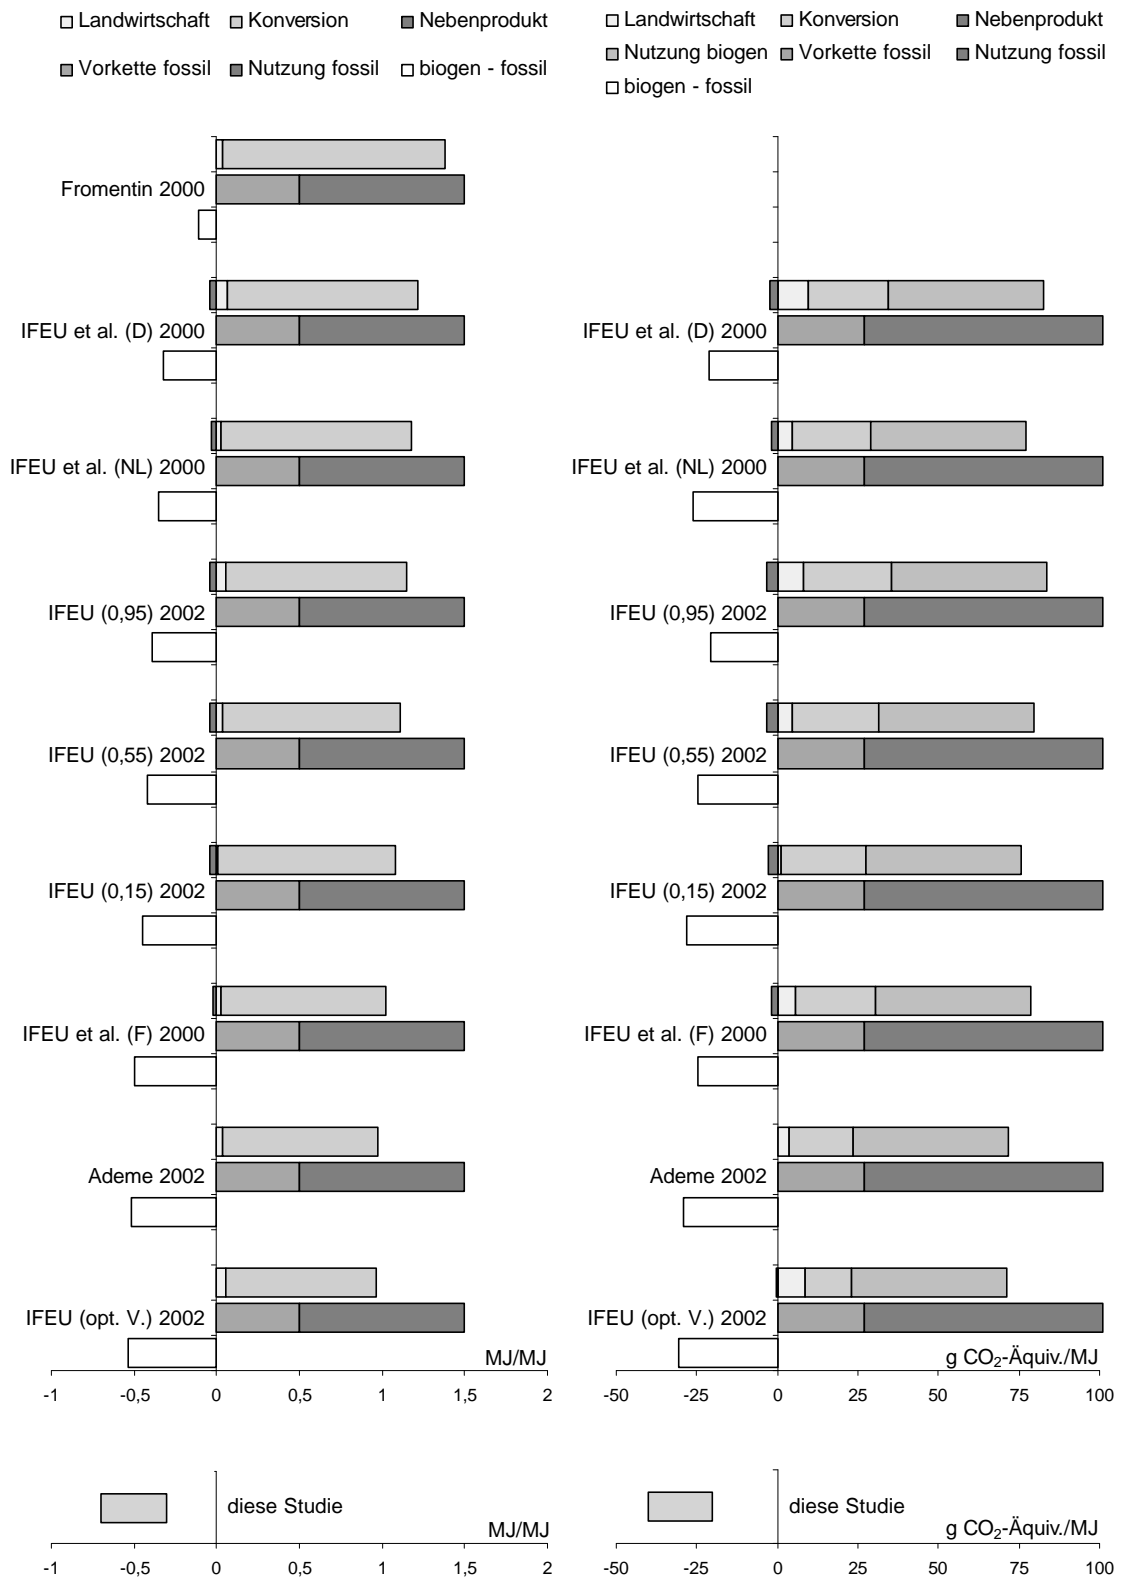 Landwirtschaft Konversion Nebenprodukt
Vorkette fossil Nutzung fossil biogen - fossil
Fromentin 2000
IFEU et al. (D) 2000
IFEU et al. (NL) 2000
IFEU (0,95) 2002
IFEU (0,55) 2002
IFEU (0,15) 2002
IFEU et al. (F) 2000
Ademe 2002
IFEU (opt. V.) 2002
MJ/MJ
-1 -0,5 0 0,5 1 1,5 2
diese Studie
MJ/MJ
-1 -0,5 0 0,5 1 1,5 2
Landwirtschaft Konversion Nebenprodukt
Nutzung biogen Vorkette fossil Nutzung fossil
biogen - fossil
IFEU et al. (D) 2000
IFEU et al. (NL) 2000
IFEU (0,95) 2002
IFEU (0,55) 2002
IFEU (0,15) 2002
IFEU et al. (F) 2000
Ademe 2002
IFEU (opt. V.) 2002
g CO₂-Äquiv./MJ
-50 -25 0 25 50 75 100
diese Studie
g CO₂-Äquiv./MJ
-50 -25 0 25 50 75 100